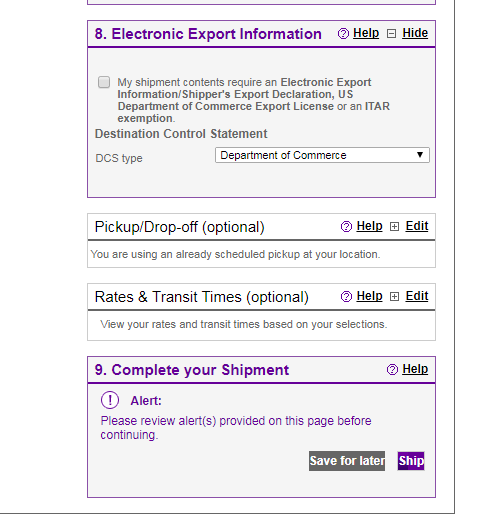 8. Electronic Export Information Help Hide
My shipment contents require an Electronic Export
Information/Shipper's Export Declaration, US
Department of Commerce Export License or an ITAR
exemption.
Destination Control Statement
DCS type Department of Commerce
Pickup/Drop-off (optional) Help Edit
You are using an already scheduled pickup at your location.
Rates & Transit Times (optional) Help Edit
View your rates and transit times based on your selections.
9. Complete your Shipment Help
Alert:
Please review alert(s) provided on this page before
continuing.
Save for later Ship